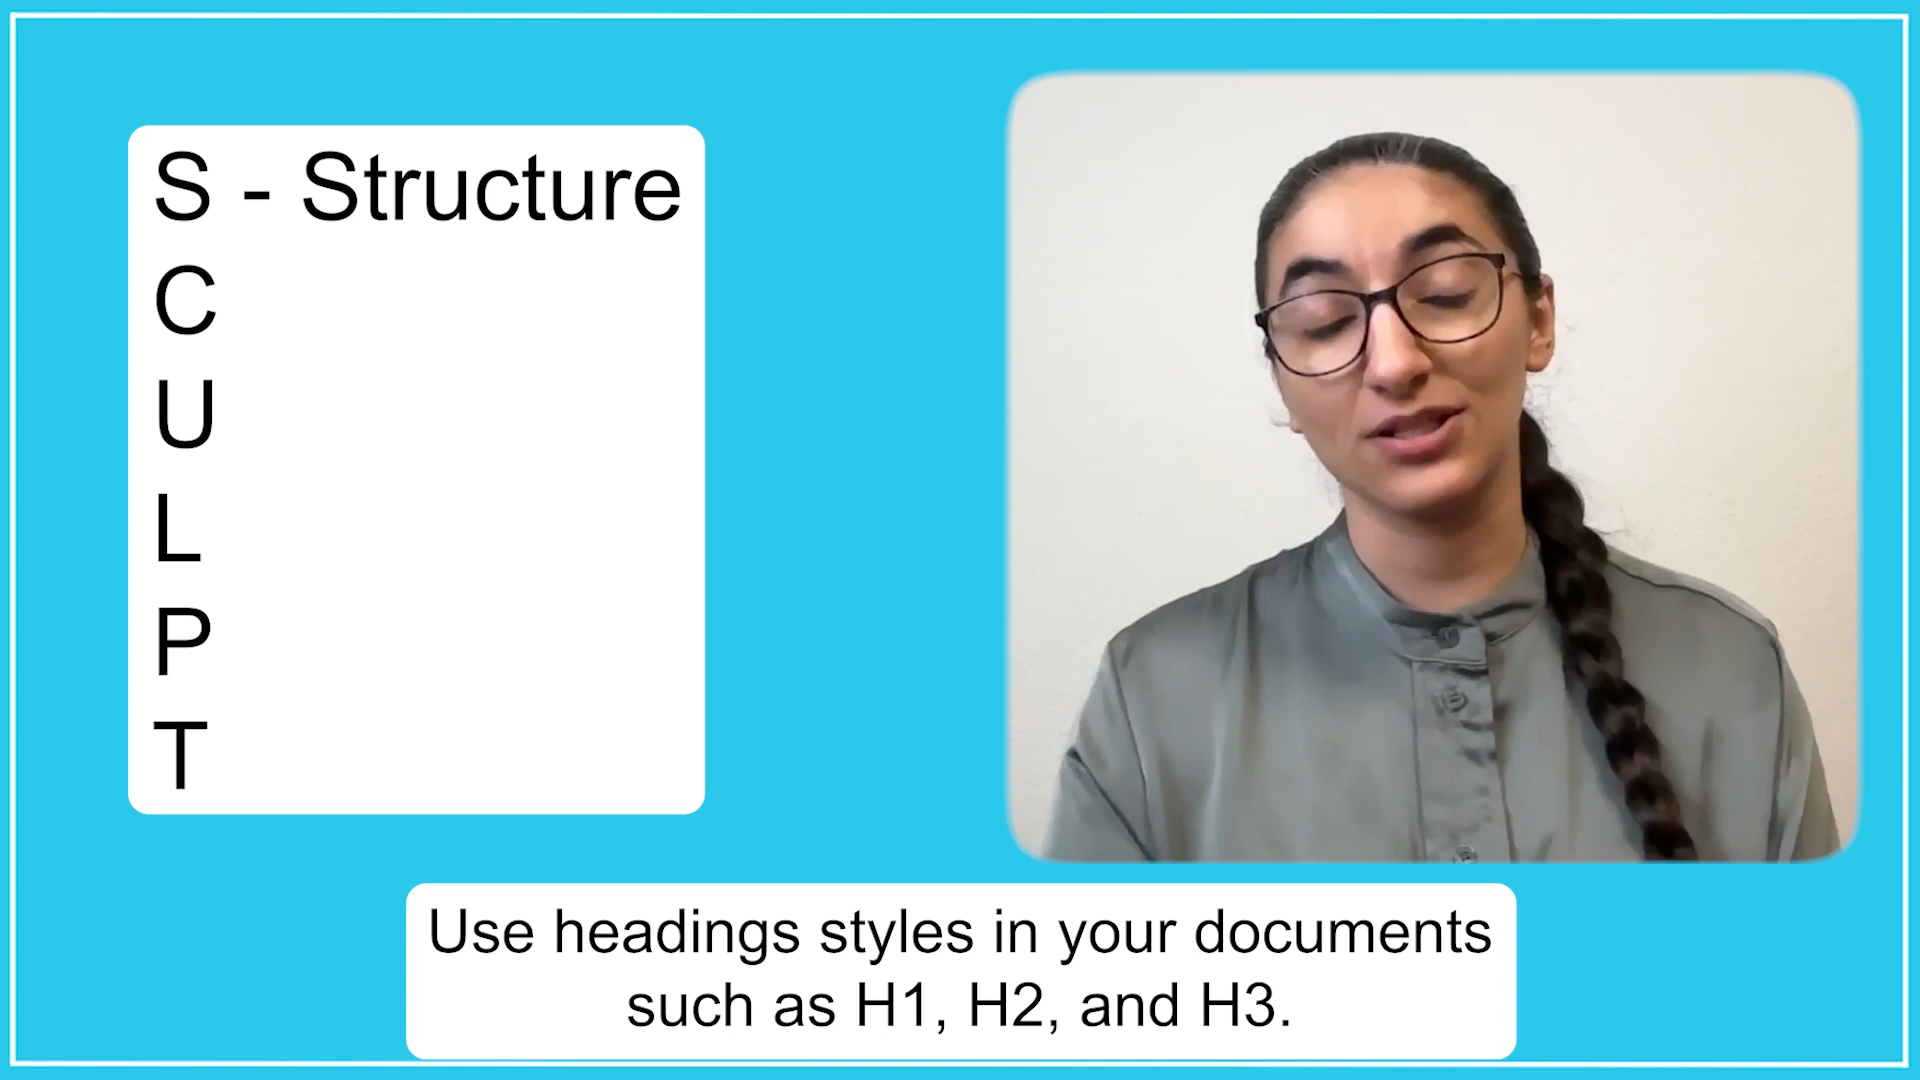 S - Structure
C
U
L
P
T
Use headings styles in your documents
such as H1, H2, and H3.